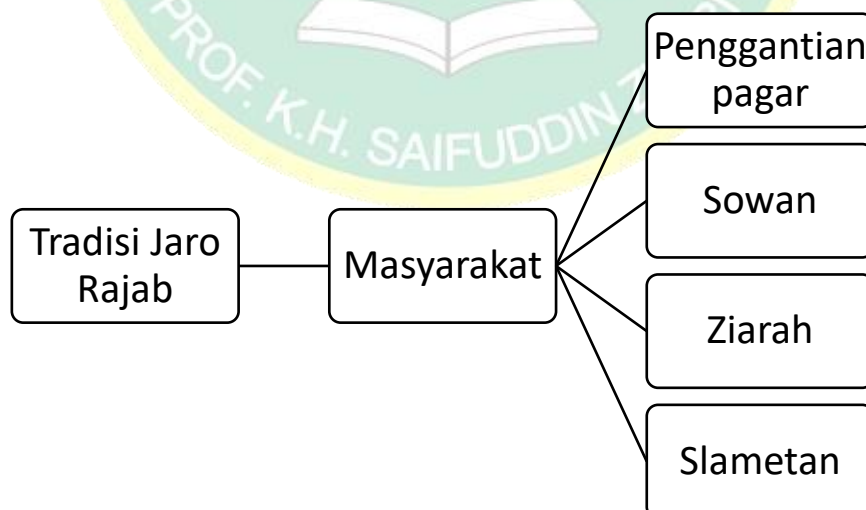 PROF. K.H. SAIFUDDIN
Tradisi Jaro
Rajab
Masyarakat
Penggantian
pagar
Sowan
Ziarah
Slametan